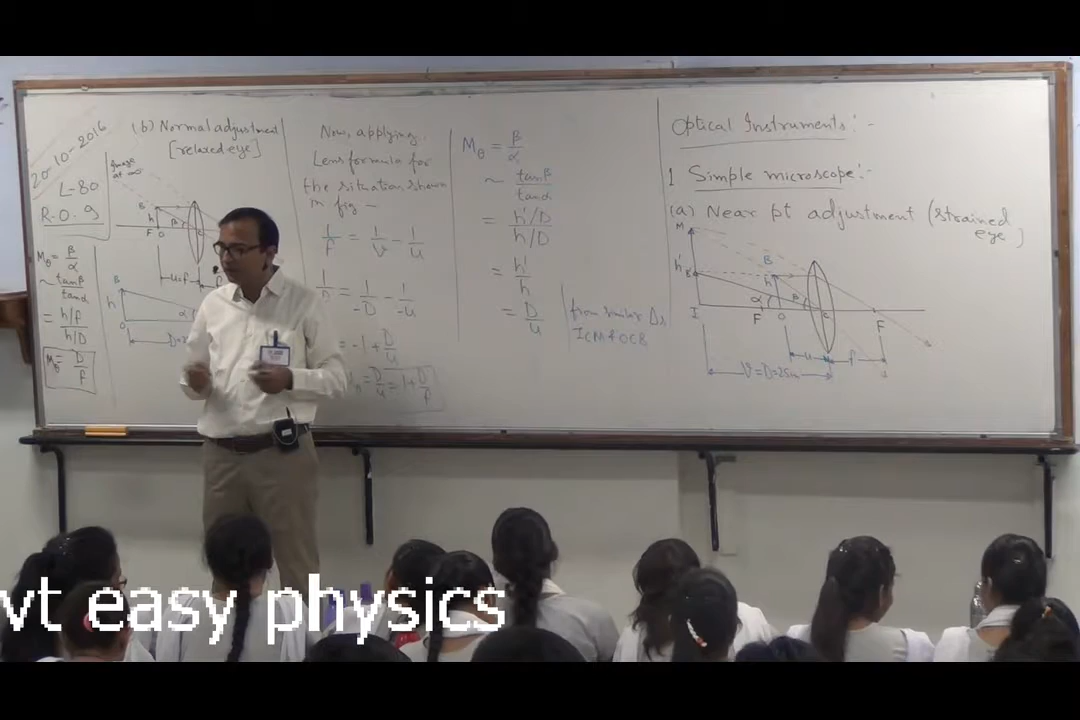 20-10-2016
L-80
R.O.9
Mθ = β/α
~ tanβ/tanα
= h/f / h/D
Mθ = D/f
(b) Normal adjustment
[relaxed eye]
Image
at ∞
B
h
β
F O
u=f
B
h
O
α
Now, applying
Lens formula for
the situation shown
in fig –
1/f = 1/v - 1/u
1/-D - 1/-u
= -1 + D/u
= D/u = 1 + D/f
Mθ = β/α
~ tanβ/tanα
= h'/D / h/D
= h'/h
= D/u
from similar Δs
ICM & OCB
Optical Instruments :-
1 Simple microscope :-
(a) Near pt adjustment (strained
eye)
M
h'
B
h
α
β
I F O C F
u f
v=D=25cm
vt easy physics